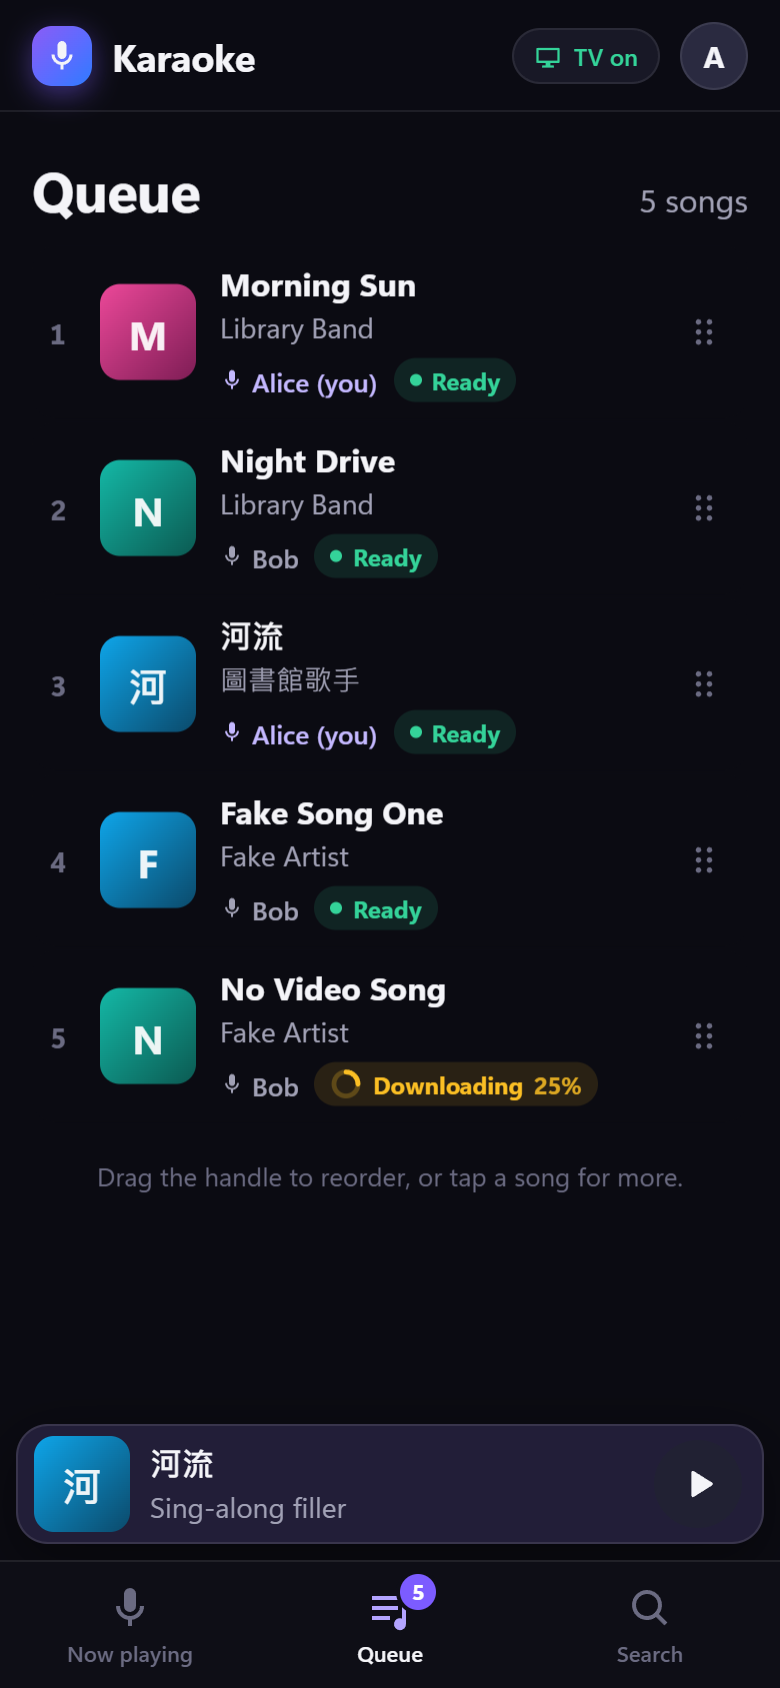 Karaoke
TV on
A
Queue
5 songs
1
M
Morning Sun
Library Band
Alice (you)
Ready
2
N
Night Drive
Library Band
Bob
Ready
3
河
河流
圖書館歌手
Alice (you)
Ready
4
F
Fake Song One
Fake Artist
Bob
Ready
5
N
No Video Song
Fake Artist
Bob
Downloading 25%
Drag the handle to reorder, or tap a song for more.
河
河流
Sing-along filler
5
Now playing
Queue
Search